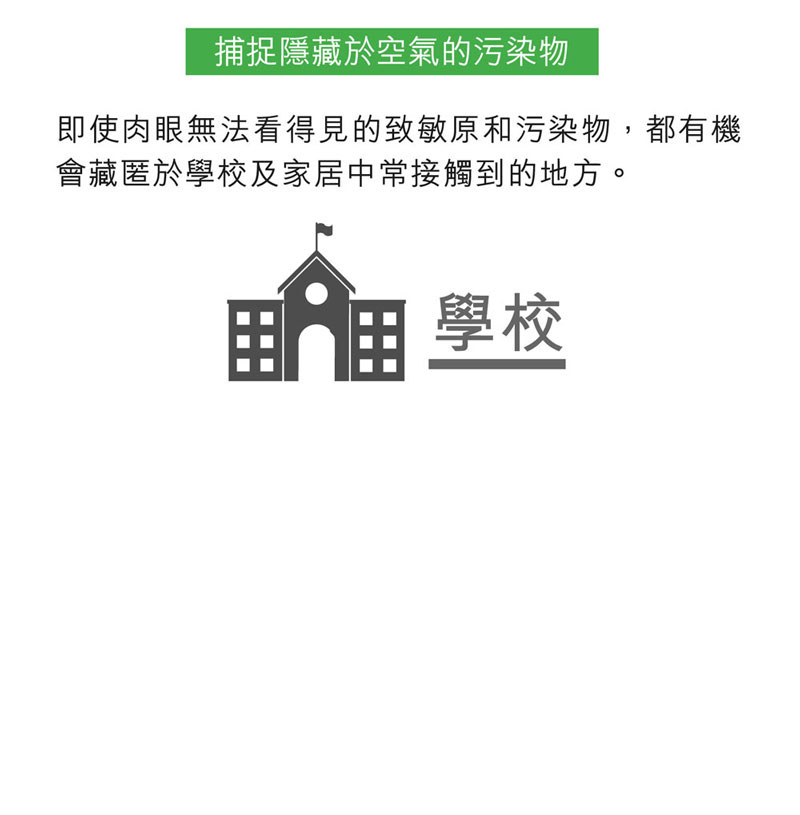 捕捉隱藏於空氣的污染物
即使肉眼無法看得見的致敏原和污染物，都有機
會藏匿於學校及家居中常接觸到的地方。
學校